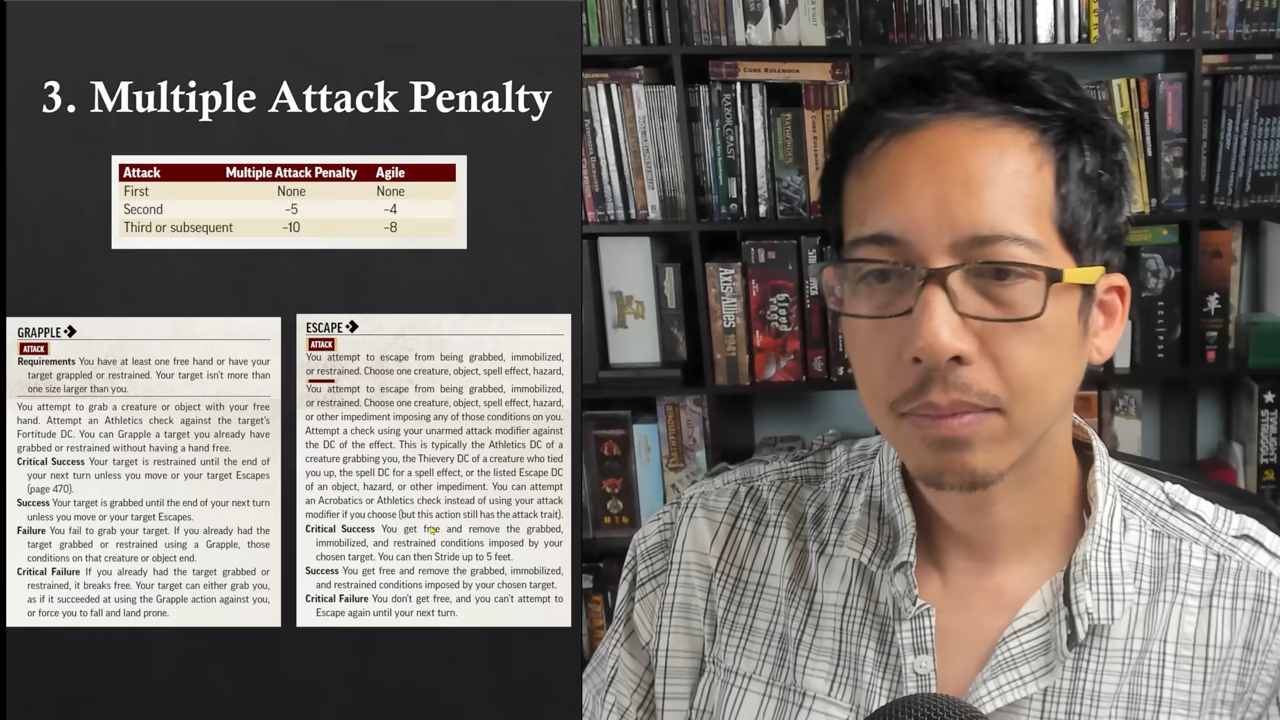 3. Multiple Attack Penalty
Attack Multiple Attack Penalty Agile
First None None
Second –5 –4
Third or subsequent –10 –8
GRAPPLE
ATTACK
Requirements You have at least one free hand or have your
target grappled or restrained. Your target isn't more than
one size larger than you.
You attempt to grab a creature or object with your free
hand. Attempt an Athletics check against the target's
Fortitude DC. You can Grapple a target you already have
grabbed or restrained without having a hand free.
Critical Success Your target is restrained until the end of
your next turn unless you move or your target Escapes
(page 470).
Success Your target is grabbed until the end of your next turn
unless you move or your target Escapes.
Failure You fail to grab your target. If you already had the
target grabbed or restrained using a Grapple, those
conditions on that creature or object end.
Critical Failure If you already had the target grabbed or
restrained, it breaks free. Your target can either grab you,
as if it succeeded at using the Grapple action against you,
or force you to fall and land prone.
ESCAPE
ATTACK
You attempt to escape from being grabbed, immobilized,
or restrained. Choose one creature, object, spell effect, hazard,
You attempt to escape from being grabbed, immobilized,
or restrained. Choose one creature, object, spell effect, hazard,
or other impediment imposing any of those conditions on you.
Attempt a check using your unarmed attack modifier against
the DC of the effect. This is typically the Athletics DC of a
creature grabbing you, the Thievery DC of a creature who tied
you up, the spell DC for a spell effect, or the listed Escape DC
of an object, hazard, or other impediment. You can attempt
an Acrobatics or Athletics check instead of using your attack
modifier if you choose (but this action still has the attack trait).
Critical Success You get free and remove the grabbed,
immobilized, and restrained conditions imposed by your
chosen target. You can then Stride up to 5 feet.
Success You get free and remove the grabbed, immobilized,
and restrained conditions imposed by your chosen target.
Critical Failure You don't get free, and you can't attempt to
Escape again until your next turn.
CORE RULEBOOK
RAZOR COAST
PATHFINDER
CORE RULEBOOK
Axis & Allies 1941
ECLIPSE
革
TWILIGHT STRUGGLE